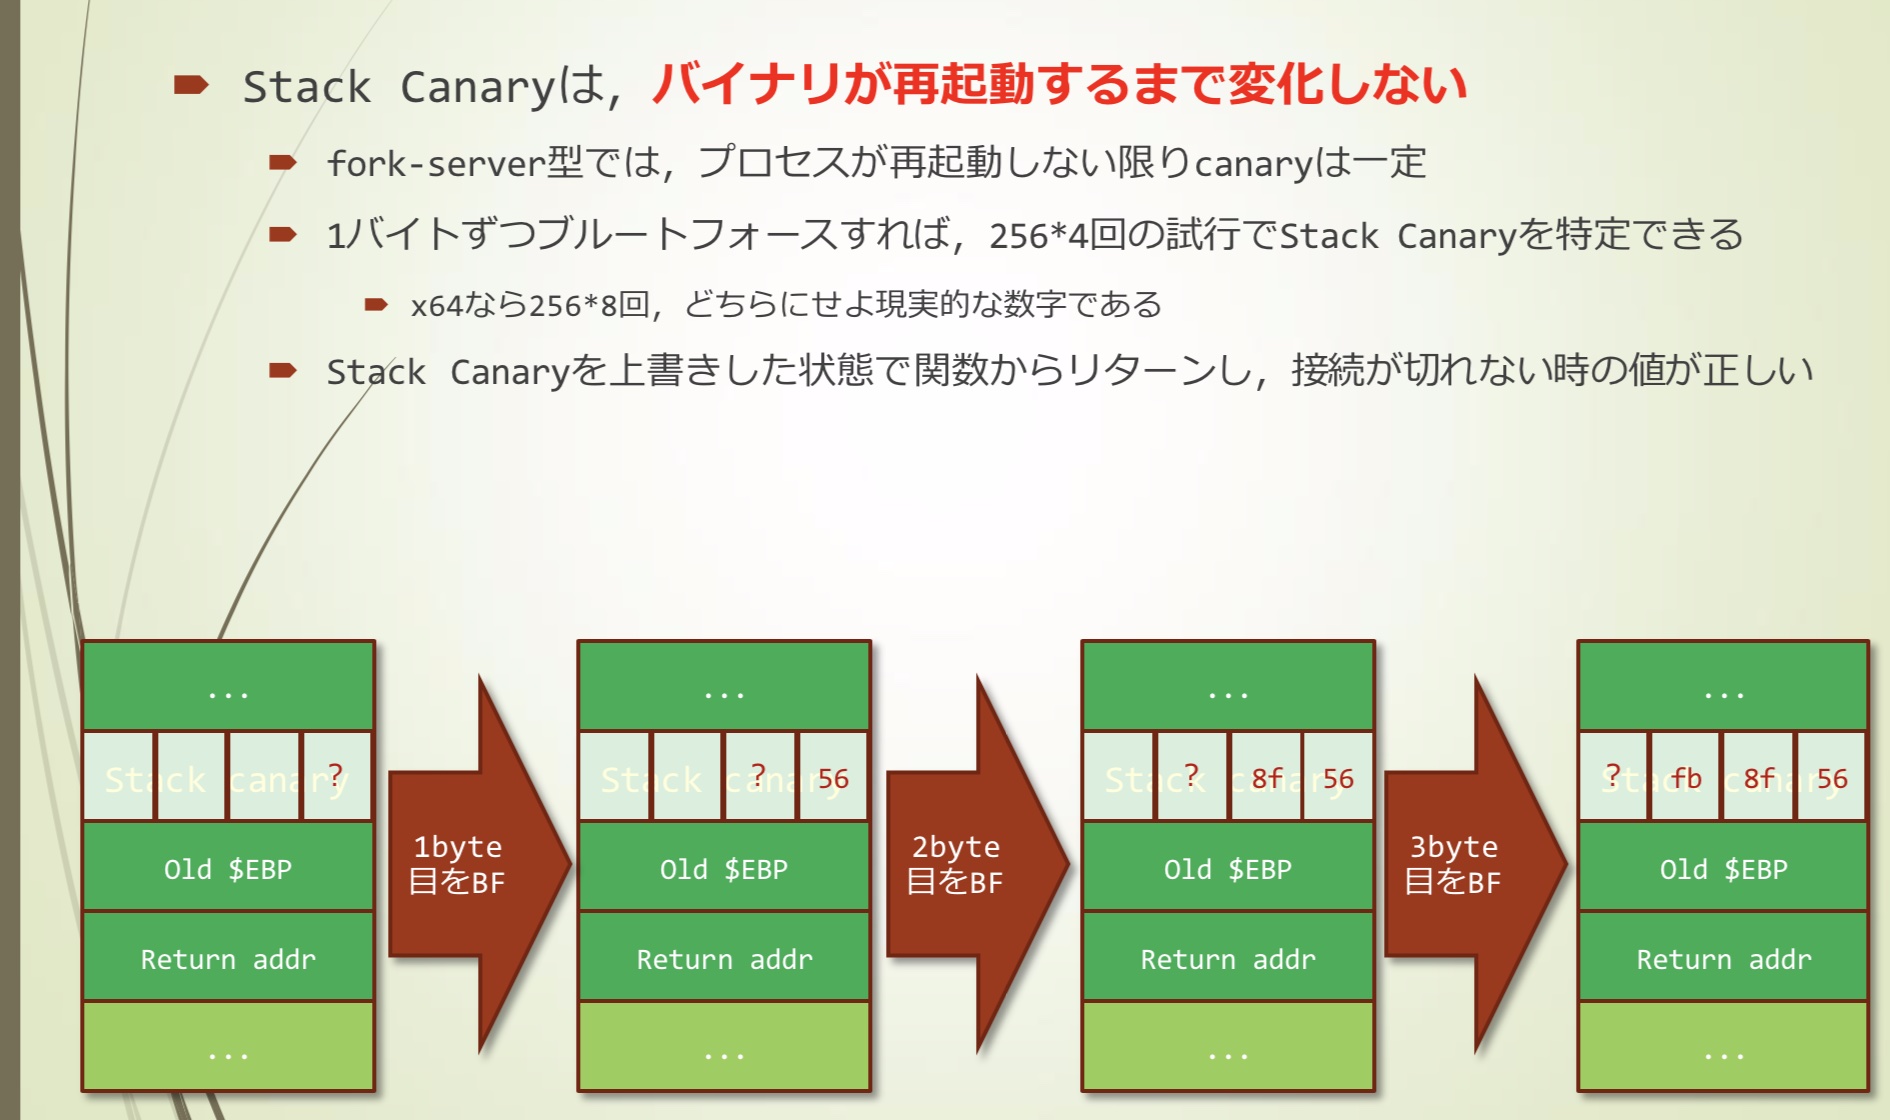 Stack Canaryは，バイナリが再起動するまで変化しない
fork-server型では，プロセスが再起動しない限りcanaryは一定
1バイトずつブルートフォースすれば，256*4回の試行でStack Canaryを特定できる
x64なら256*8回，どちらにせよ現実的な数字である
Stack Canaryを上書きした状態で関数からリターンし，接続が切れない時の値が正しい
...
Stack canary
?
Old $EBP
Return addr
...
1byte
目をBF
...
Stack canary
? 56
Old $EBP
Return addr
...
2byte
目をBF
...
Stack canary
? 8f 56
Old $EBP
Return addr
...
3byte
目をBF
...
Stack canary
? fb 8f 56
Old $EBP
Return addr
...